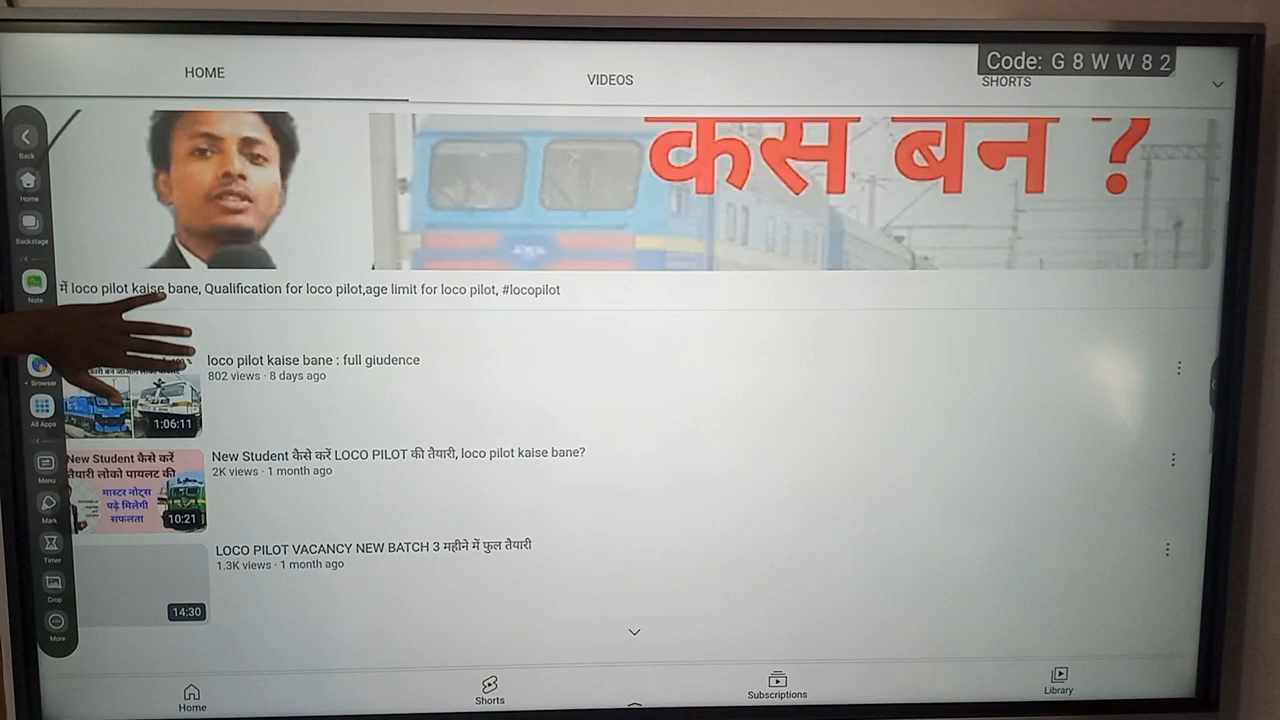 Code: G 8 W W 8 2
HOME
VIDEOS
SHORTS
कस बन ?
Back
Home
Backstage
Note
Browser
All Apps
Menu
Mark
Timer
Crop
More
में loco pilot kaise bane, Qualification for loco pilot,age limit for loco pilot, #locopilot
loco pilot kaise bane : full giudence
802 views · 8 days ago
1:06:11
New Student कैसे करें LOCO PILOT की तैयारी, loco pilot kaise bane?
2K views · 1 month ago
New Student कैसे करें
तैयारी लोको पायलट की
मास्टर नोट्स
पढ़े मिलेगी
सफलता
10:21
LOCO PILOT VACANCY NEW BATCH 3 महीने में फुल तैयारी
1.3K views · 1 month ago
14:30
Home
Shorts
Subscriptions
Library